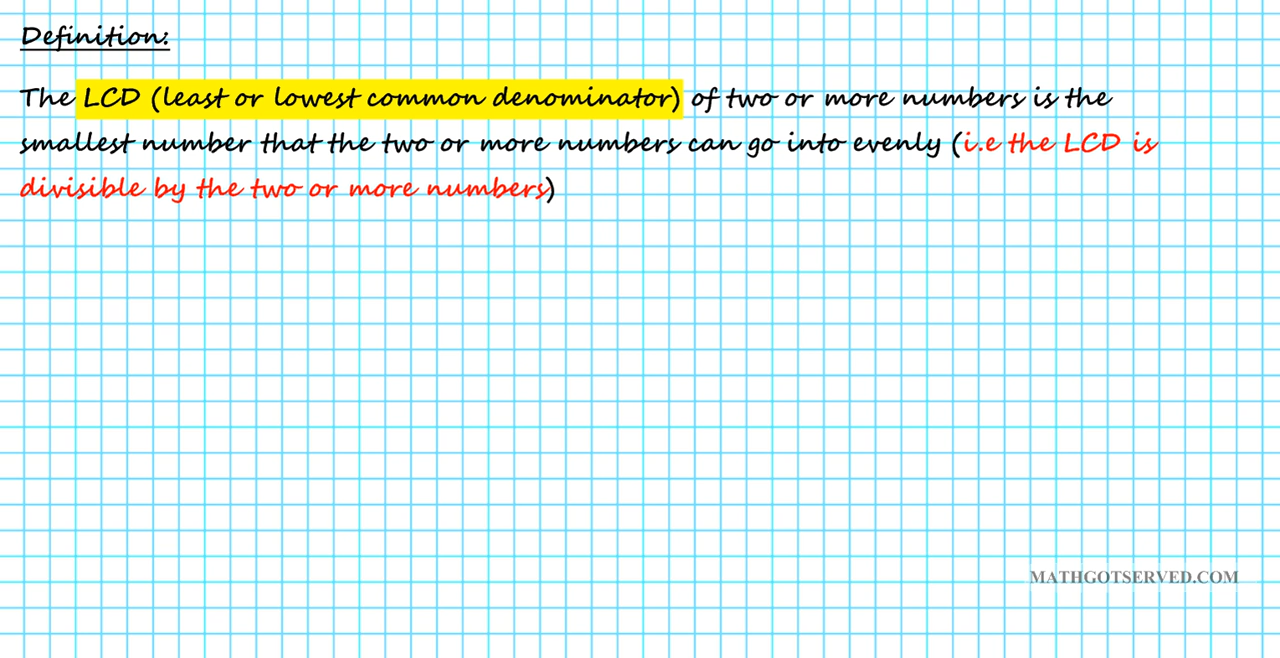 Definition:
The LCD (least or lowest common denominator) of two or more numbers is the
smallest number that the two or more numbers can go into evenly (i.e the LCD is
divisible by the two or more numbers)
MATHGOTSERVED.COM